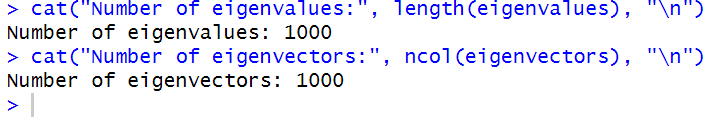 > cat("Number of eigenvalues:", length(eigenvalues), "\n")
Number of eigenvalues: 1000
> cat("Number of eigenvectors:", ncol(eigenvectors), "\n")
Number of eigenvectors: 1000
>